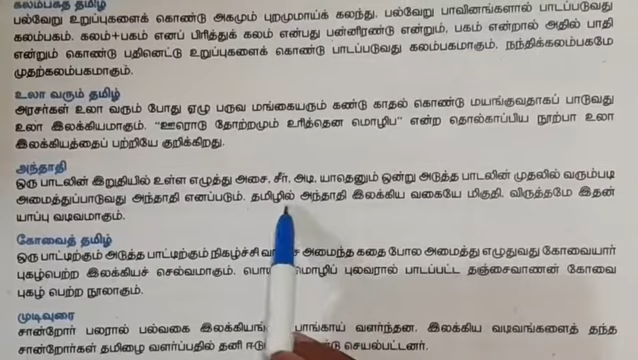 கலம்பகத் தமிழ்
பல்வேறு உறுப்புகளைக் கொண்டு அகமும் புறமுமாய்க் கலந்து, பல்வேறு பாவினங்களால் பாடப்படுவது
கலம்பகம். கலம்+பகம் எனப் பிரித்துக் கலம் என்பது பன்னிரண்டு என்றும், பகம் என்றால் அதில் பாதி
என்றும் கொண்டு பதினெட்டு உறுப்புகளைக் கொண்டு பாடப்படுவது கலம்பகமாகும். நந்திக்கலம்பகமே
முதற்கலம்பகமாகும்.
உலா வரும் தமிழ்
அரசர்கள் உலா வரும் போது ஏழு பருவ மங்கையரும் கண்டு காதல் கொண்டு மயங்குவதாகப் பாடுவது
உலா இலக்கியமாகும். "ஊரொடு தோற்றமும் உரித்தென மொழிப" என்ற தொல்காப்பிய நூற்பா உலா
இலக்கியத்தைப் பற்றியே குறிக்கிறது.
அந்தாதி
ஒரு பாடலின் இறுதியில் உள்ள எழுத்து அசை, சீர், அடி, யாதெனும் ஒன்று அடுத்த பாடலின் முதலில் வரும்படி
அமைத்துப்பாடுவது அந்தாதி எனப்படும். தமிழில் அந்தாதி இலக்கிய வகையே மிகுதி. விருத்தமே இதன்
யாப்பு வடிவமாகும்.
கோவைத் தமிழ்
ஒரு பாட்டிற்கும் அடுத்த பாட்டிற்கும் நிகழ்ச்சி அமைந்த கதை போல அமைத்து எழுதுவது கோவையார்
புகழ்பெற்ற இலக்கியச் செல்வமாகும். மொழிப் புலவரால் பாடப்பட்ட தஞ்சைவாணன் கோவை
புகழ் பெற்ற நூலாகும்.
முடிவுரை
சான்றோர் பலரால் பல்வகை இலக்கியங் பாங்காய் வளர்ந்தன. இலக்கிய வடிவங்களைத் தந்த
சான்றோர்கள் தமிழை வளர்ப்பதில் தனி செயல்பட்டனர்.